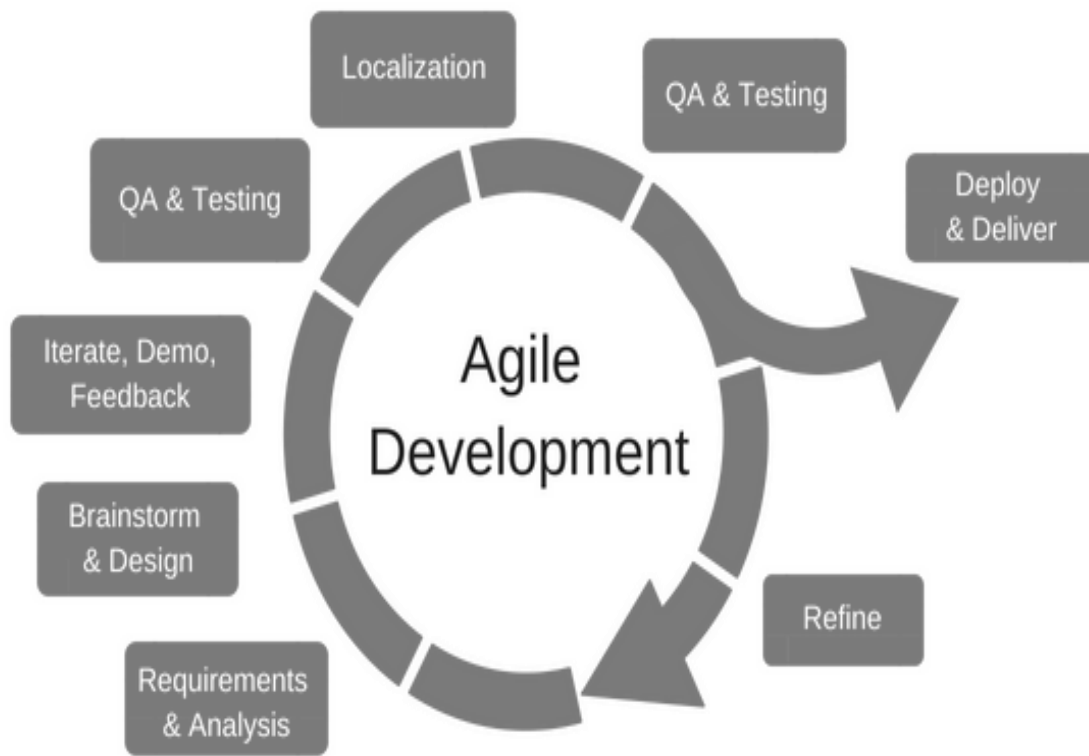 Localization
QA & Testing
QA & Testing
Deploy
& Deliver
Iterate, Demo,
Feedback
Agile
Development
Brainstorm
& Design
Refine
Requirements
& Analysis